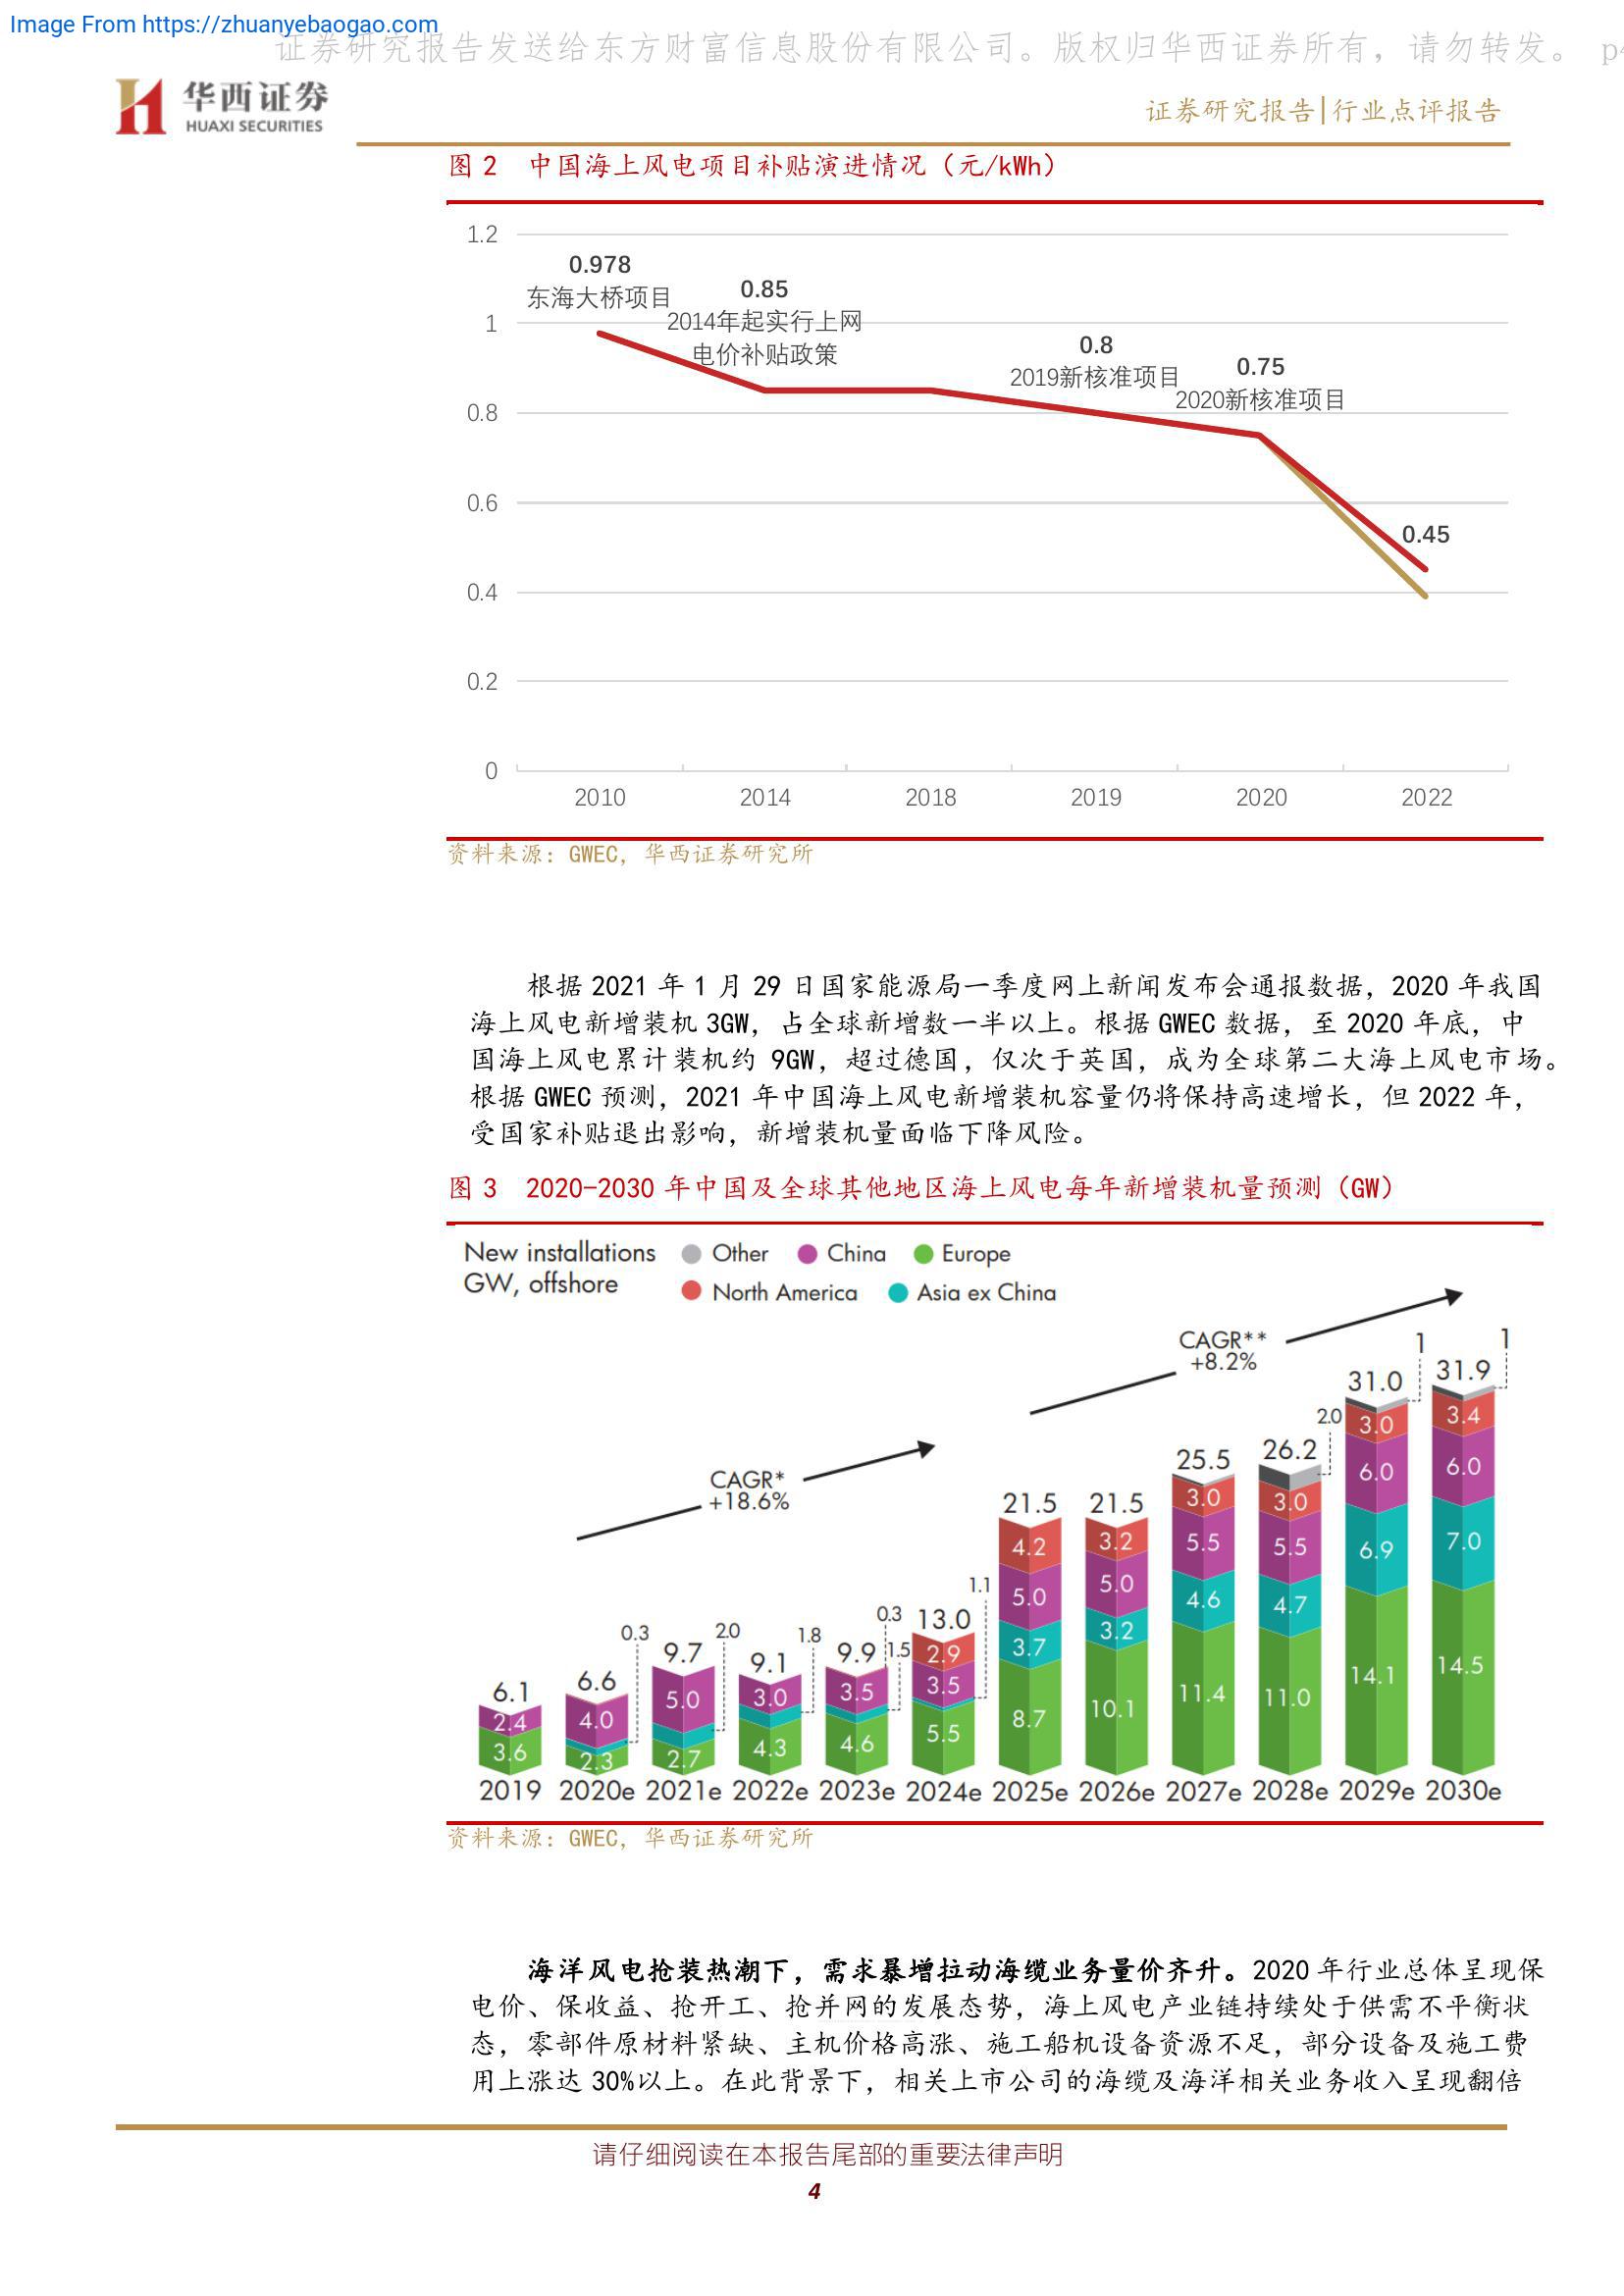 Image From https://zhuanyebaogao.com
证券研究报告发送给东方财富信息股份有限公司。版权归华西证券所有，请勿转发。 p4
华西证券
HUAXI SECURITIES
证券研究报告|行业点评报告
图 2 中国海上风电项目补贴演进情况（元/kWh）
1.2
0.978
东海大桥项目
0.85
2014年起实行上网
电价补贴政策
1
0.8
2019新核准项目
0.75
2020新核准项目
0.8
0.6
0.45
0.4
0.2
0
2010 2014 2018 2019 2020 2022
资料来源：GWEC，华西证券研究所
根据 2021 年 1 月 29 日国家能源局一季度网上新闻发布会通报数据，2020 年我国
海上风电新增装机 3GW，占全球新增数一半以上。根据 GWEC 数据，至 2020 年底，中
国海上风电累计装机约 9GW，超过德国，仅次于英国，成为全球第二大海上风电市场。
根据 GWEC 预测，2021 年中国海上风电新增装机容量仍将保持高速增长，但 2022 年，
受国家补贴退出影响，新增装机量面临下降风险。
图 3 2020-2030 年中国及全球其他地区海上风电每年新增装机量预测（GW）
New installations
GW, offshore
Other China Europe
North America Asia ex China
CAGR*
+18.6%
CAGR**
+8.2%
6.1
2.4
3.6
6.6
0.3
4.0
2.3
9.7
2.0
5.0
2.7
9.1
1.8
3.0
4.3
9.9
0.3
1.5
3.5
4.6
13.0
1.1
2.9
3.5
5.5
21.5
4.2
5.0
3.7
8.7
21.5
3.2
5.0
3.2
10.1
25.5
3.0
5.5
4.6
11.4
26.2
2.0
3.0
5.5
4.7
11.0
31.0
1
3.0
6.0
6.9
14.1
31.9
1
3.4
6.0
7.0
14.5
2019 2020e 2021e 2022e 2023e 2024e 2025e 2026e 2027e 2028e 2029e 2030e
资料来源：GWEC，华西证券研究所
海洋风电抢装热潮下，需求暴增拉动海缆业务量价齐升。2020 年行业总体呈现保
电价、保收益、抢开工、抢并网的发展态势，海上风电产业链持续处于供需不平衡状
态，零部件原材料紧缺、主机价格高涨、施工船机设备资源不足，部分设备及施工费
用上涨达 30%以上。在此背景下，相关上市公司的海缆及海洋相关业务收入呈现翻倍
请仔细阅读在本报告尾部的重要法律声明
4